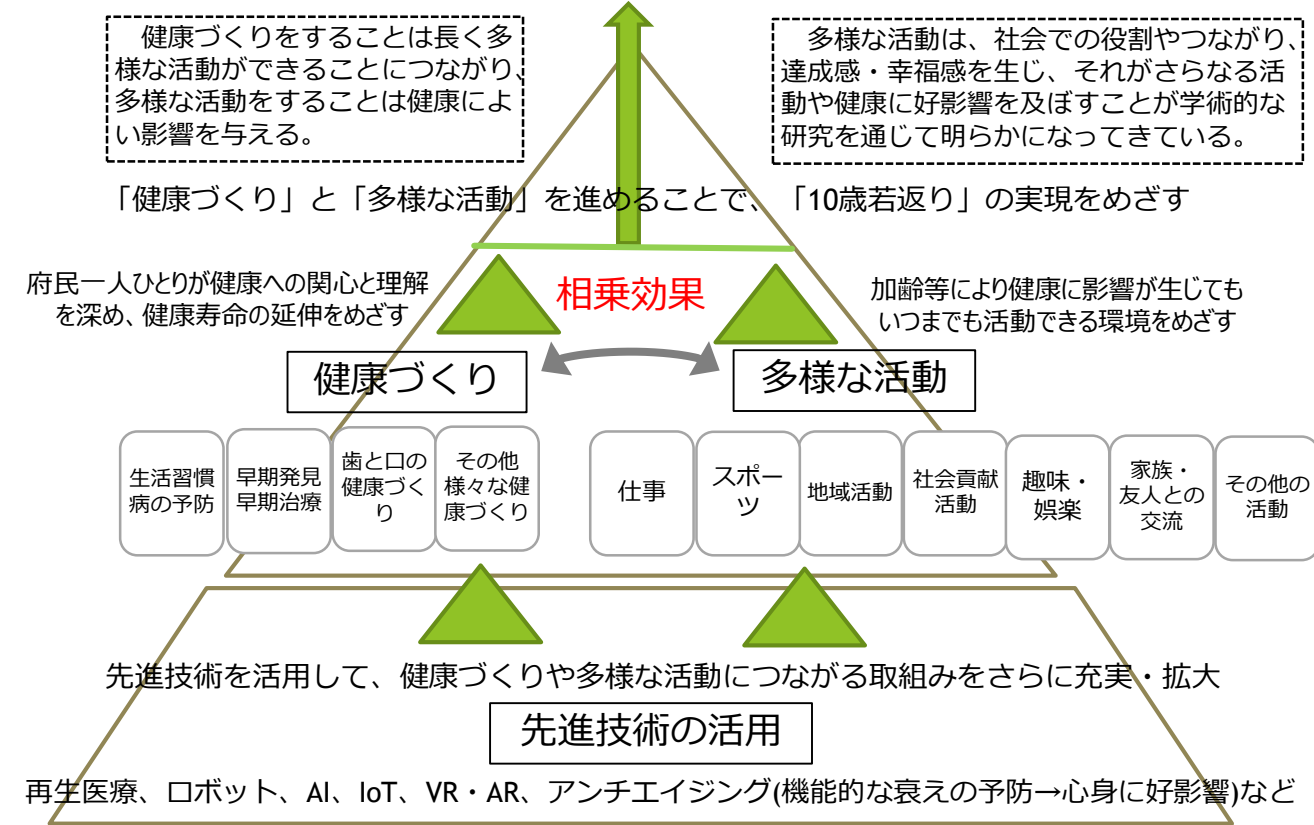 健康づくりをすることは長く多
様な活動ができることにつながり、
多様な活動をすることは健康によ
い影響を与える。
多様な活動は、社会での役割やつながり、
達成感・幸福感を生じ、それがさらなる活
動や健康に好影響を及ぼすことが学術的な
研究を通じて明らかになってきている。
「健康づくり」と「多様な活動」を進めることで、「10歳若返り」の実現をめざす
府民一人ひとりが健康への関心と理解
を深め、健康寿命の延伸をめざす
相乗効果
加齢等により健康に影響が生じても
いつまでも活動できる環境をめざす
健康づくり
多様な活動
生活習慣
病の予防
早期発見
早期治療
歯と口の
健康づく
り
その他
様々な健
康づくり
仕事
スポー
ツ
地域活動
社会貢献
活動
趣味・
娯楽
家族・
友人との
交流
その他の
活動
先進技術を活用して、健康づくりや多様な活動につながる取組みをさらに充実・拡大
先進技術の活用
再生医療、ロボット、AI、IoT、VR・AR、アンチエイジング(機能的な衰えの予防→心身に好影響)など